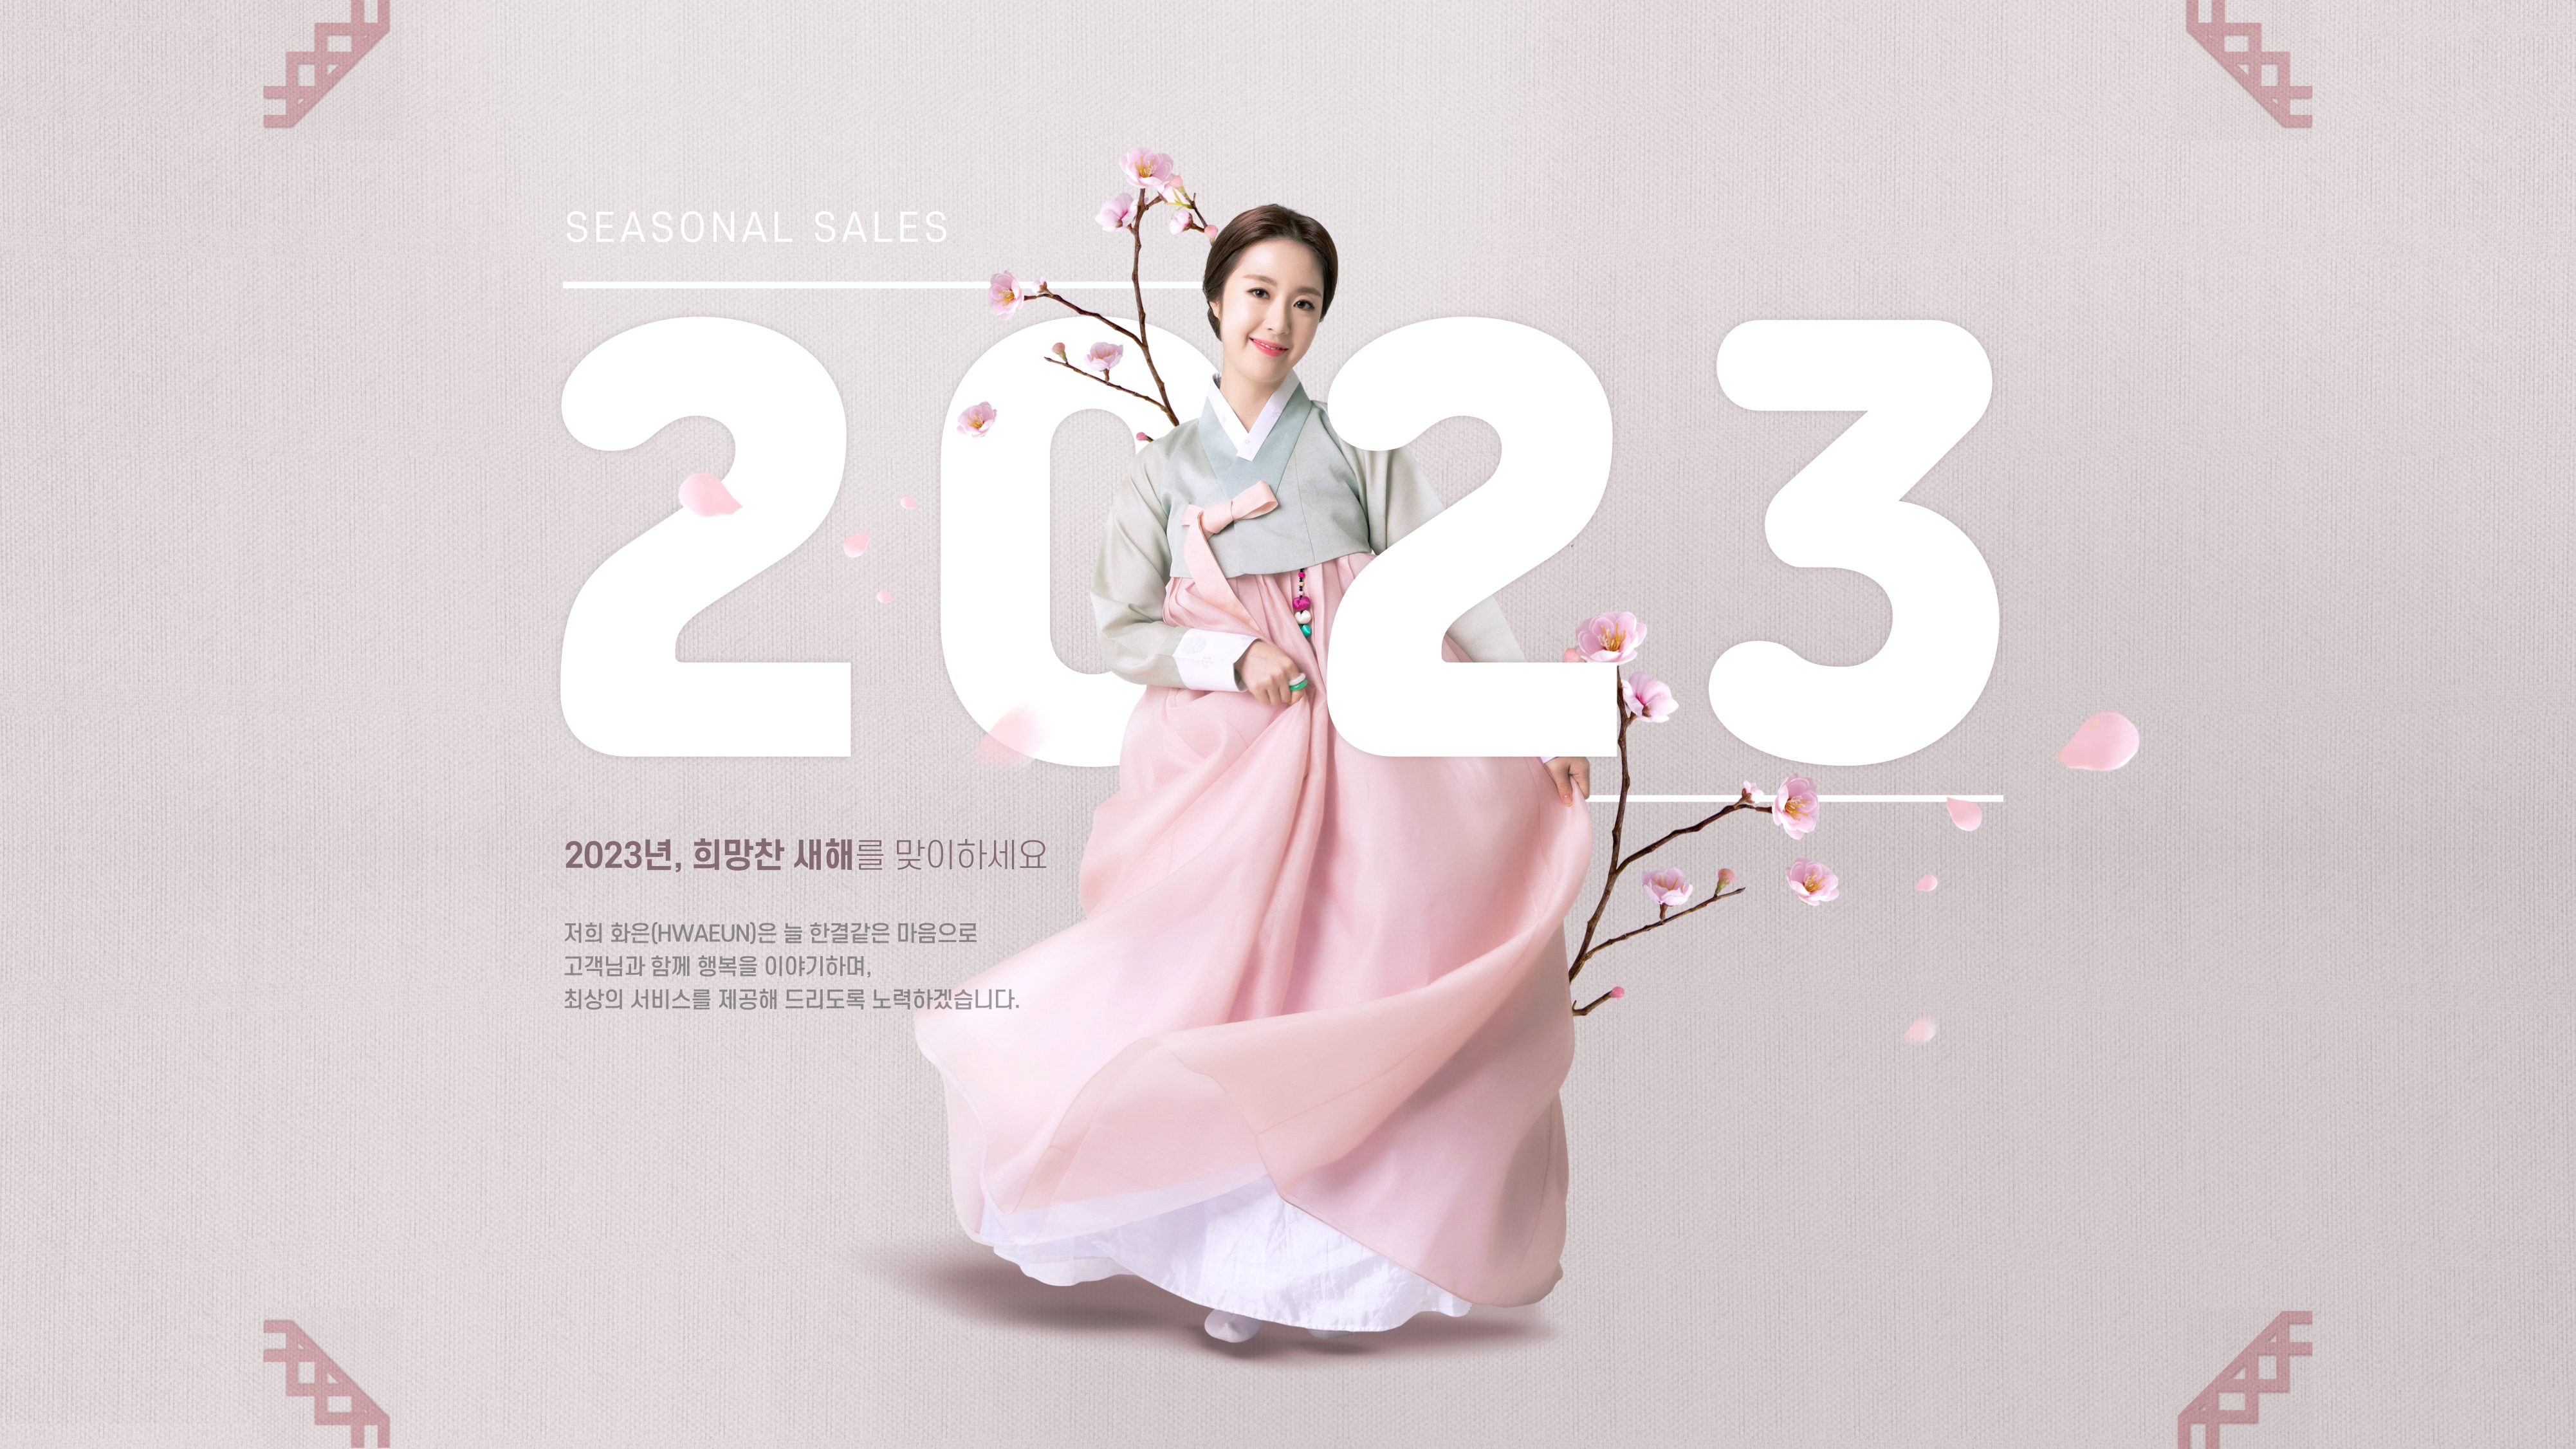 SEASONAL SALES
2023
2023년, 희망찬 새해를 맞이하세요
저희 화은(HWAEUN)은 늘 한결같은 마음으로
고객님과 함께 행복을 이야기하며,
최상의 서비스를 제공해 드리도록 노력하겠습니다.